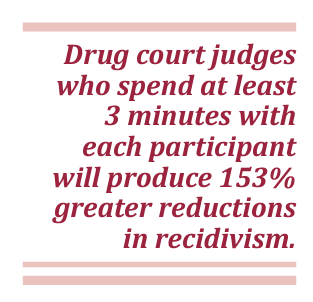 Drug court judges
who spend at least
3 minutes with
each participant
will produce 153%
greater reductions
in recidivism.